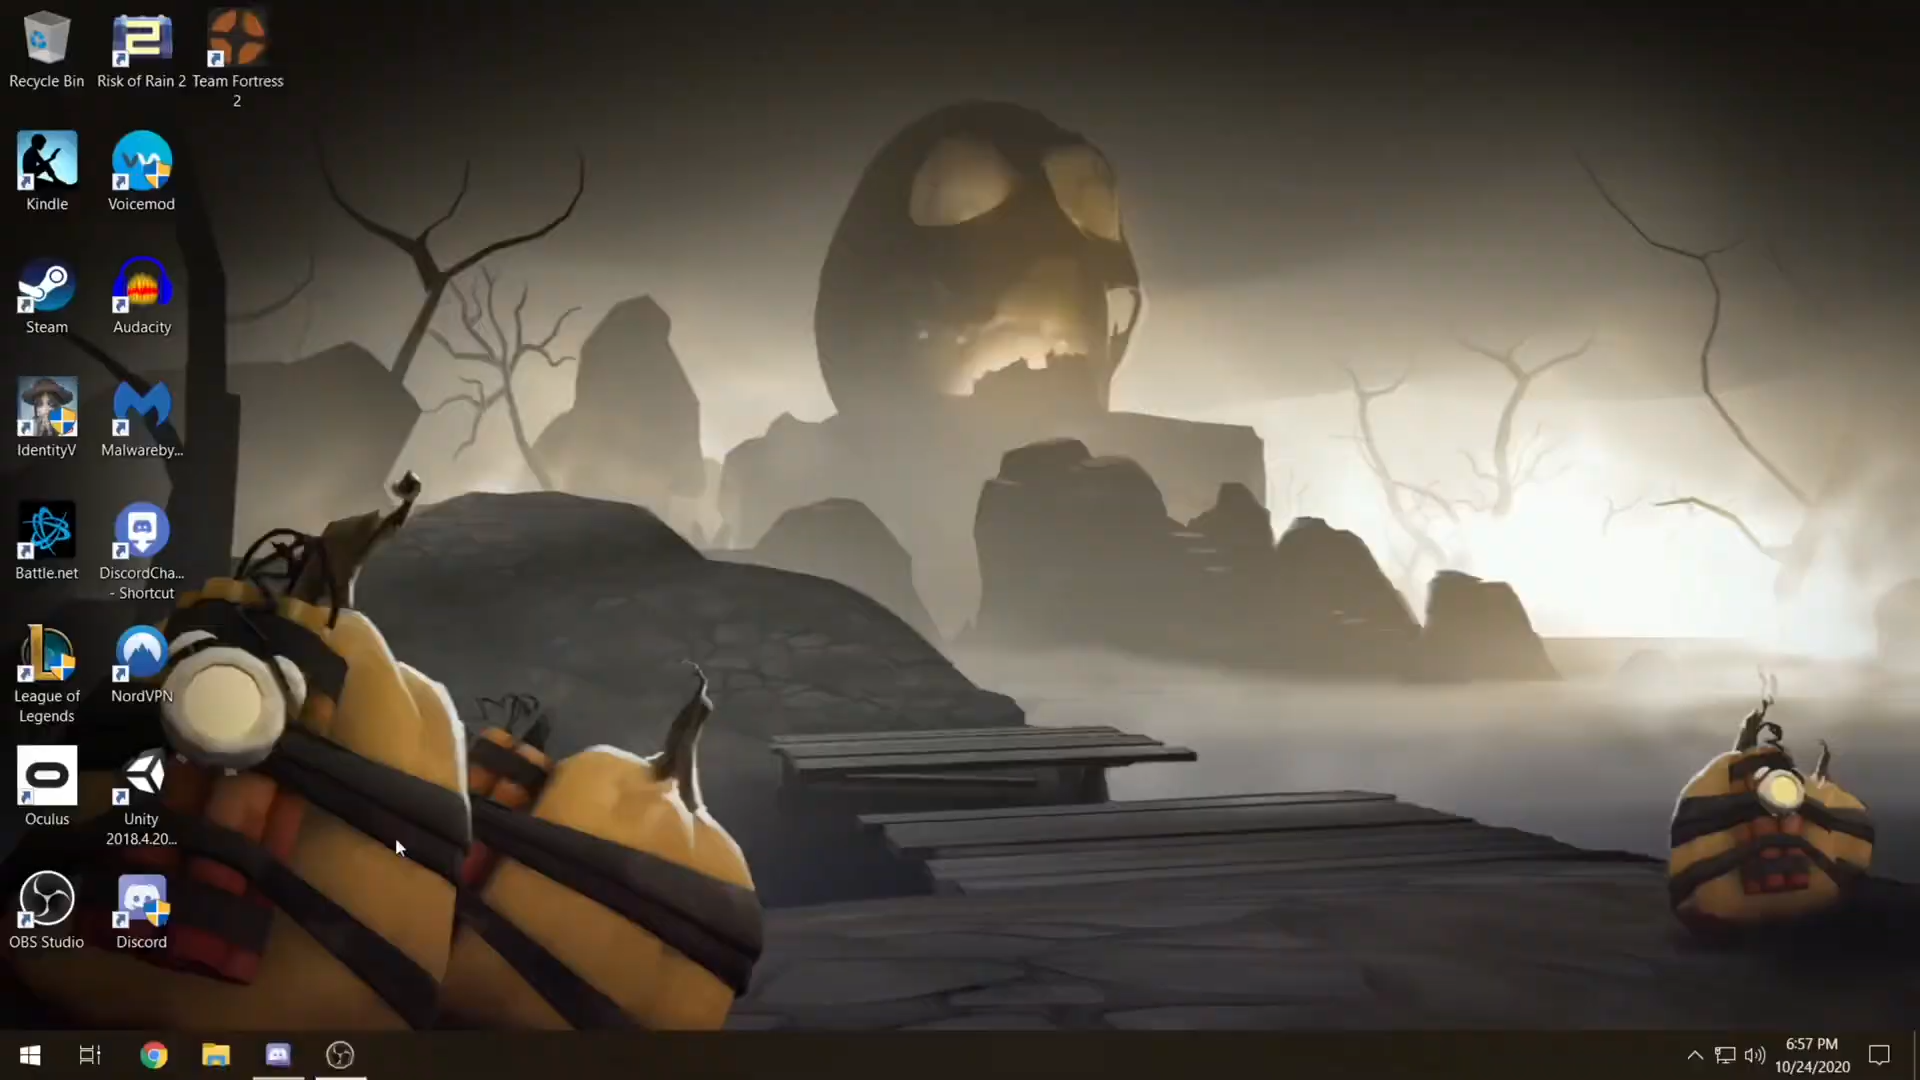 Recycle Bin
Risk of Rain 2
Team Fortress
2
Kindle
Voicemod
Steam
Audacity
IdentityV
Malwareby...
Battle.net
DiscordCha...
- Shortcut
League of
Legends
NordVPN
Oculus
Unity
2018.4.20...
OBS Studio
Discord
6:57 PM
10/24/2020